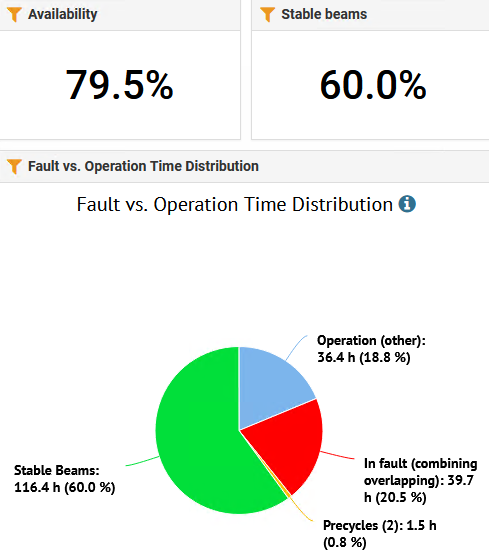 Availability
Stable beams
79.5%
60.0%
Fault vs. Operation Time Distribution
Fault vs. Operation Time Distribution
Operation (other):
36.4 h (18.8 %)
In fault (combining
overlapping): 39.7
h (20.5 %)
Stable Beams:
116.4 h (60.0 %)
Precycles (2): 1.5 h
(0.8 %)